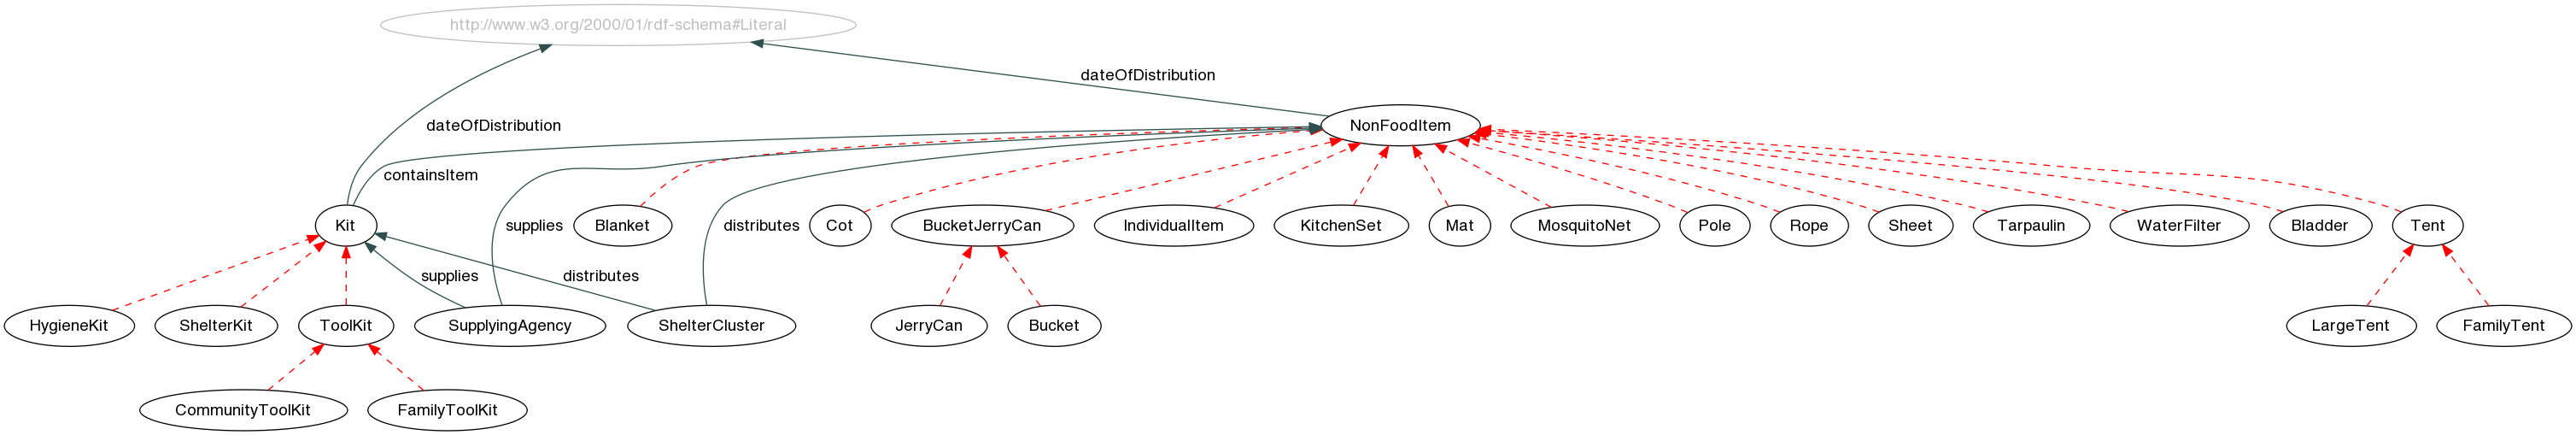 http://www.w3.org/2000/01/rdf-schema#Literal
dateOfDistribution
dateOfDistribution
NonFoodItem
containsItem
Kit
Blanket
supplies
distributes
Cot
BucketJerryCan
IndividualItem
KitchenSet
Mat
MosquitoNet
Pole
Rope
Sheet
Tarpaulin
WaterFilter
Bladder
Tent
supplies
distributes
HygieneKit
ShelterKit
ToolKit
SupplyingAgency
ShelterCluster
JerryCan
Bucket
LargeTent
FamilyTent
CommunityToolKit
FamilyToolKit